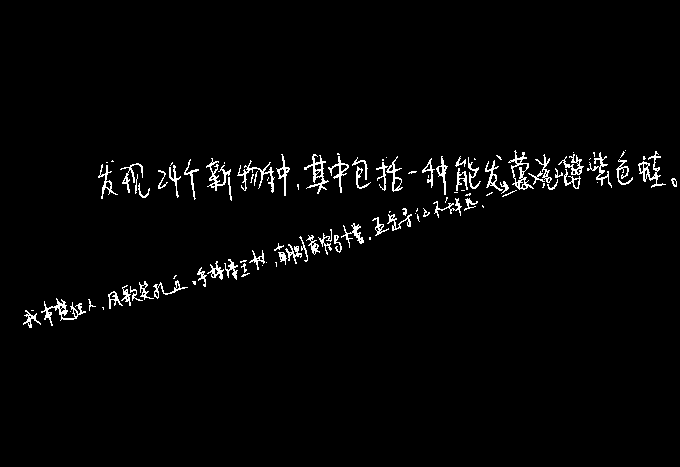 发现24个新物种,其中包括一种能发荧光的紫色蛙。
我本楚狂人,凤歌笑孔丘。手持绿玉杖,朝别黄鹤楼,五岳寻仙不辞远,一